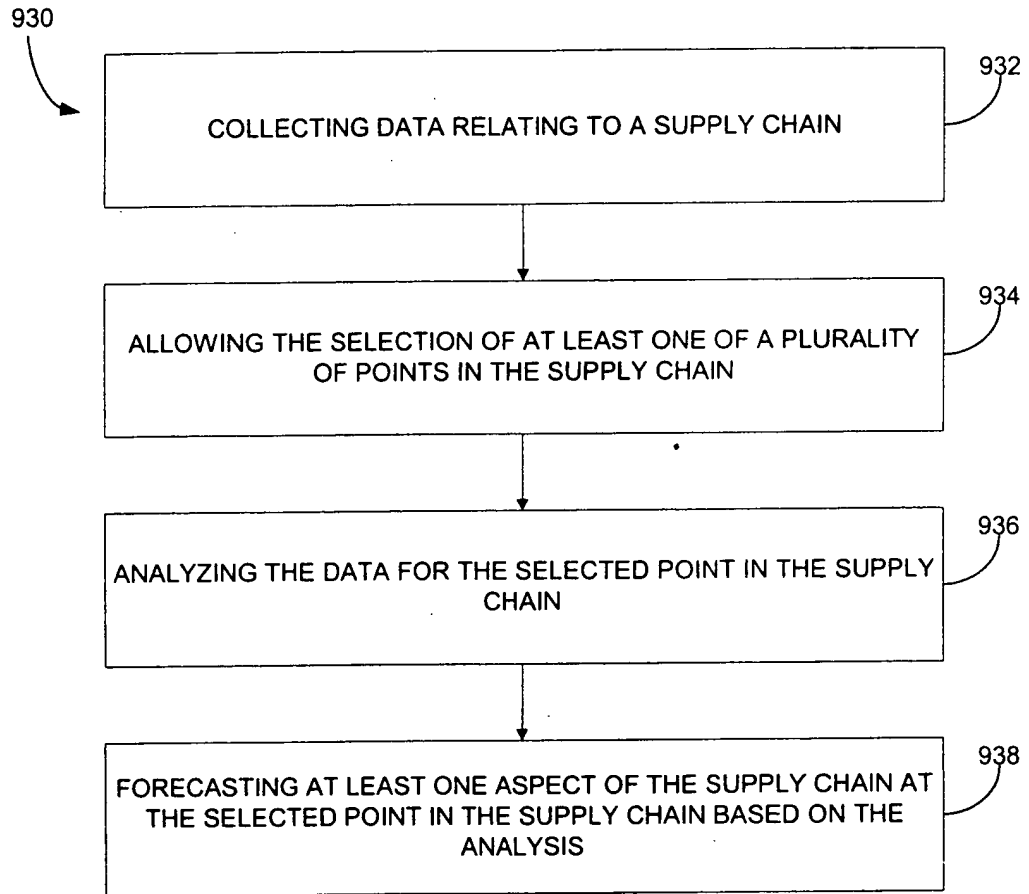 930
932
COLLECTING DATA RELATING TO A SUPPLY CHAIN
934
ALLOWING THE SELECTION OF AT LEAST ONE OF A PLURALITY
OF POINTS IN THE SUPPLY CHAIN
936
ANALYZING THE DATA FOR THE SELECTED POINT IN THE SUPPLY
CHAIN
938
FORECASTING AT LEAST ONE ASPECT OF THE SUPPLY CHAIN AT
THE SELECTED POINT IN THE SUPPLY CHAIN BASED ON THE
ANALYSIS